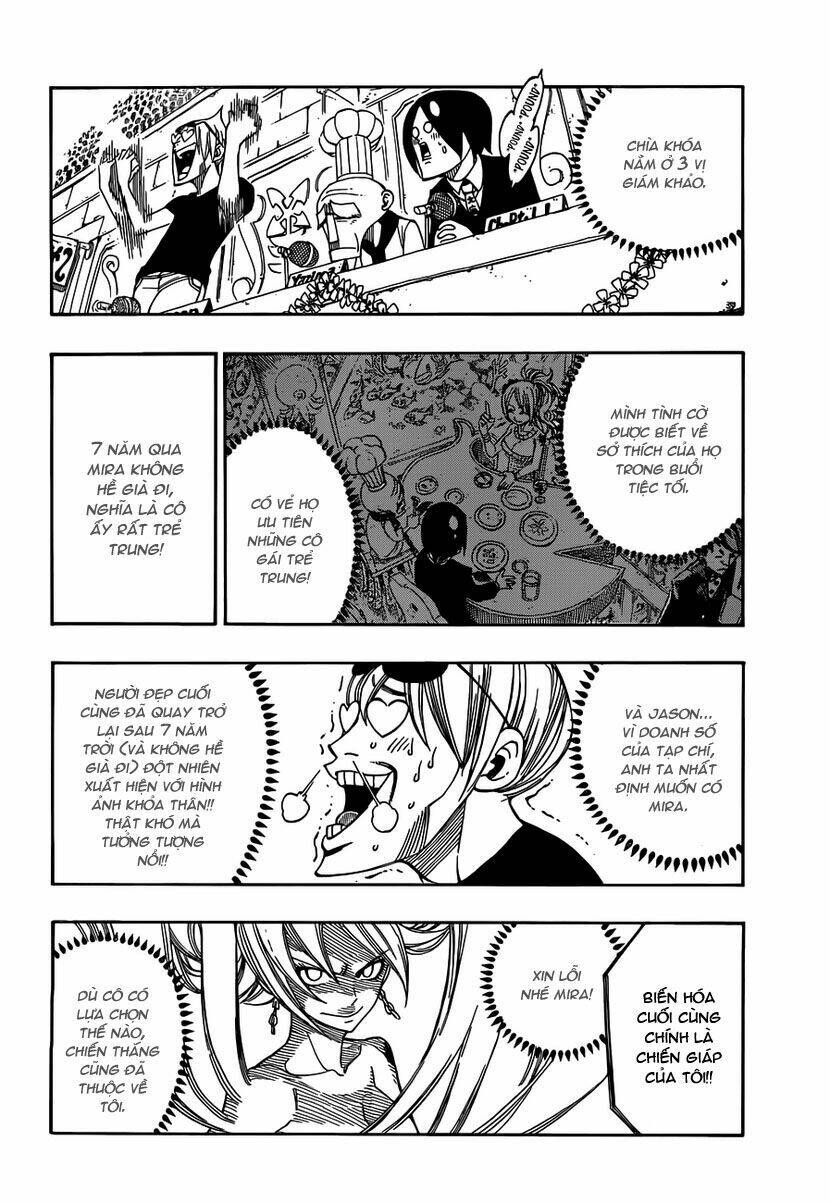 CHÌA KHÓA
NẰM Ở 3 VỊ
GIÁM KHẢO.
*POUND* *POUND*
*POUND*
MÌNH TÌNH CỜ
ĐƯỢC BIẾT VỀ
SỞ THÍCH CỦA HỌ
TRONG BUỔI
TIỆC TỐI.
CÓ VẺ HỌ
ƯU TIÊN
NHỮNG CÔ
GÁI TRẺ
TRUNG!
7 NĂM QUA
MIRA KHÔNG
HỀ GIÀ ĐI,
NGHĨA LÀ CÔ
ẤY RẤT TRẺ
TRUNG!
VÀ JASON...
VÌ DOANH SỐ
CỦA TẠP CHÍ,
ANH TA NHẤT
ĐỊNH MUỐN CÓ
MIRA.
NGƯỜI ĐẸP CUỐI
CÙNG ĐÃ QUAY TRỞ
LẠI SAU 7 NĂM
TRỜI (VÀ KHÔNG HỀ
GIÀ ĐI) ĐỘT NHIÊN
XUẤT HIỆN VỚI HÌNH
ẢNH KHỎA THÂN!!
THẬT KHÓ MÀ
TƯỞNG TƯỢNG
NỔI!!
BIẾN HÓA
CUỐI CÙNG
CHÍNH LÀ
CHIẾN GIÁP
CỦA TÔI!!
XIN LỖI
NHÉ MIRA!
DÙ CÔ CÓ
LỰA CHỌN
THẾ NÀO,
CHIẾN THẮNG
CŨNG ĐÃ
THUỘC VỀ
TÔI.